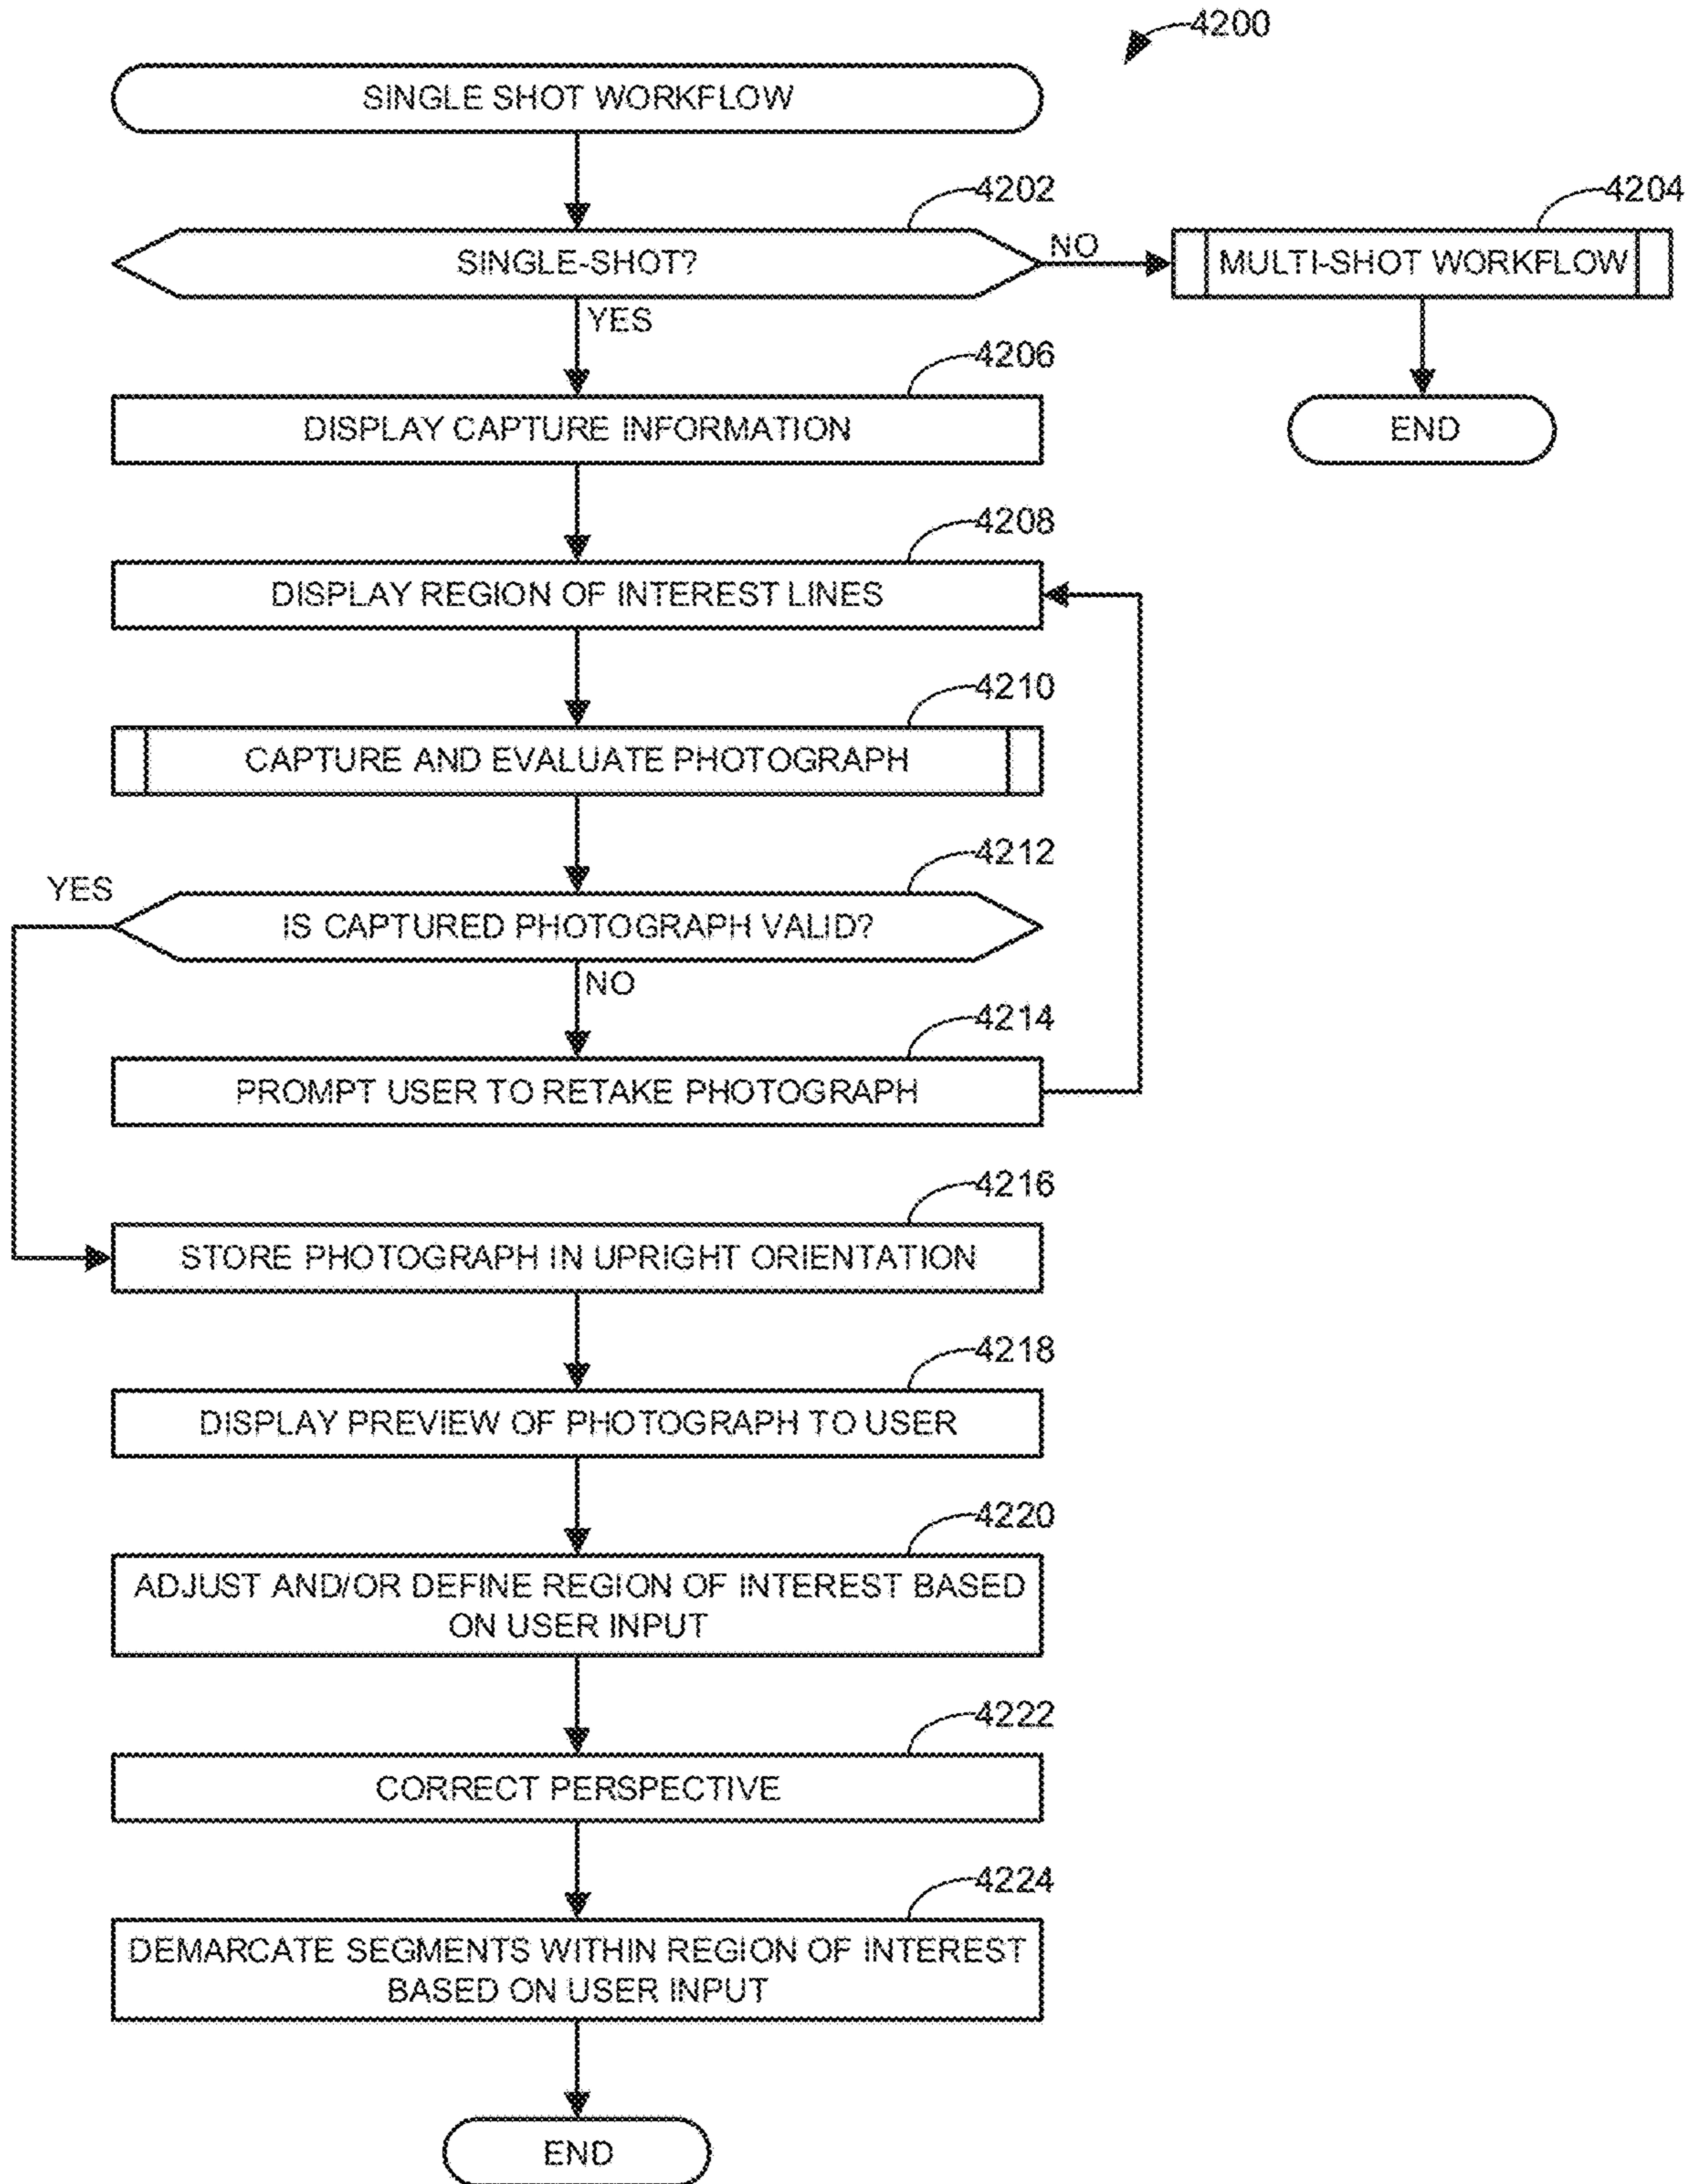 4200
SINGLE SHOT WORKFLOW
4202
4204
SINGLE-SHOT?
NO
MULTI-SHOT WORKFLOW
YES
4206
DISPLAY CAPTURE INFORMATION
END
4208
DISPLAY REGION OF INTEREST LINES
4210
CAPTURE AND EVALUATE PHOTOGRAPH
4212
YES
IS CAPTURED PHOTOGRAPH VALID?
NO
4214
PROMPT USER TO RETAKE PHOTOGRAPH
4216
STORE PHOTOGRAPH IN UPRIGHT ORIENTATION
4218
DISPLAY PREVIEW OF PHOTOGRAPH TO USER
4220
ADJUST AND/OR DEFINE REGION OF INTEREST BASED
ON USER INPUT
4222
CORRECT PERSPECTIVE
4224
DEMARCATE SEGMENTS WITHIN REGION OF INTEREST
BASED ON USER INPUT
END